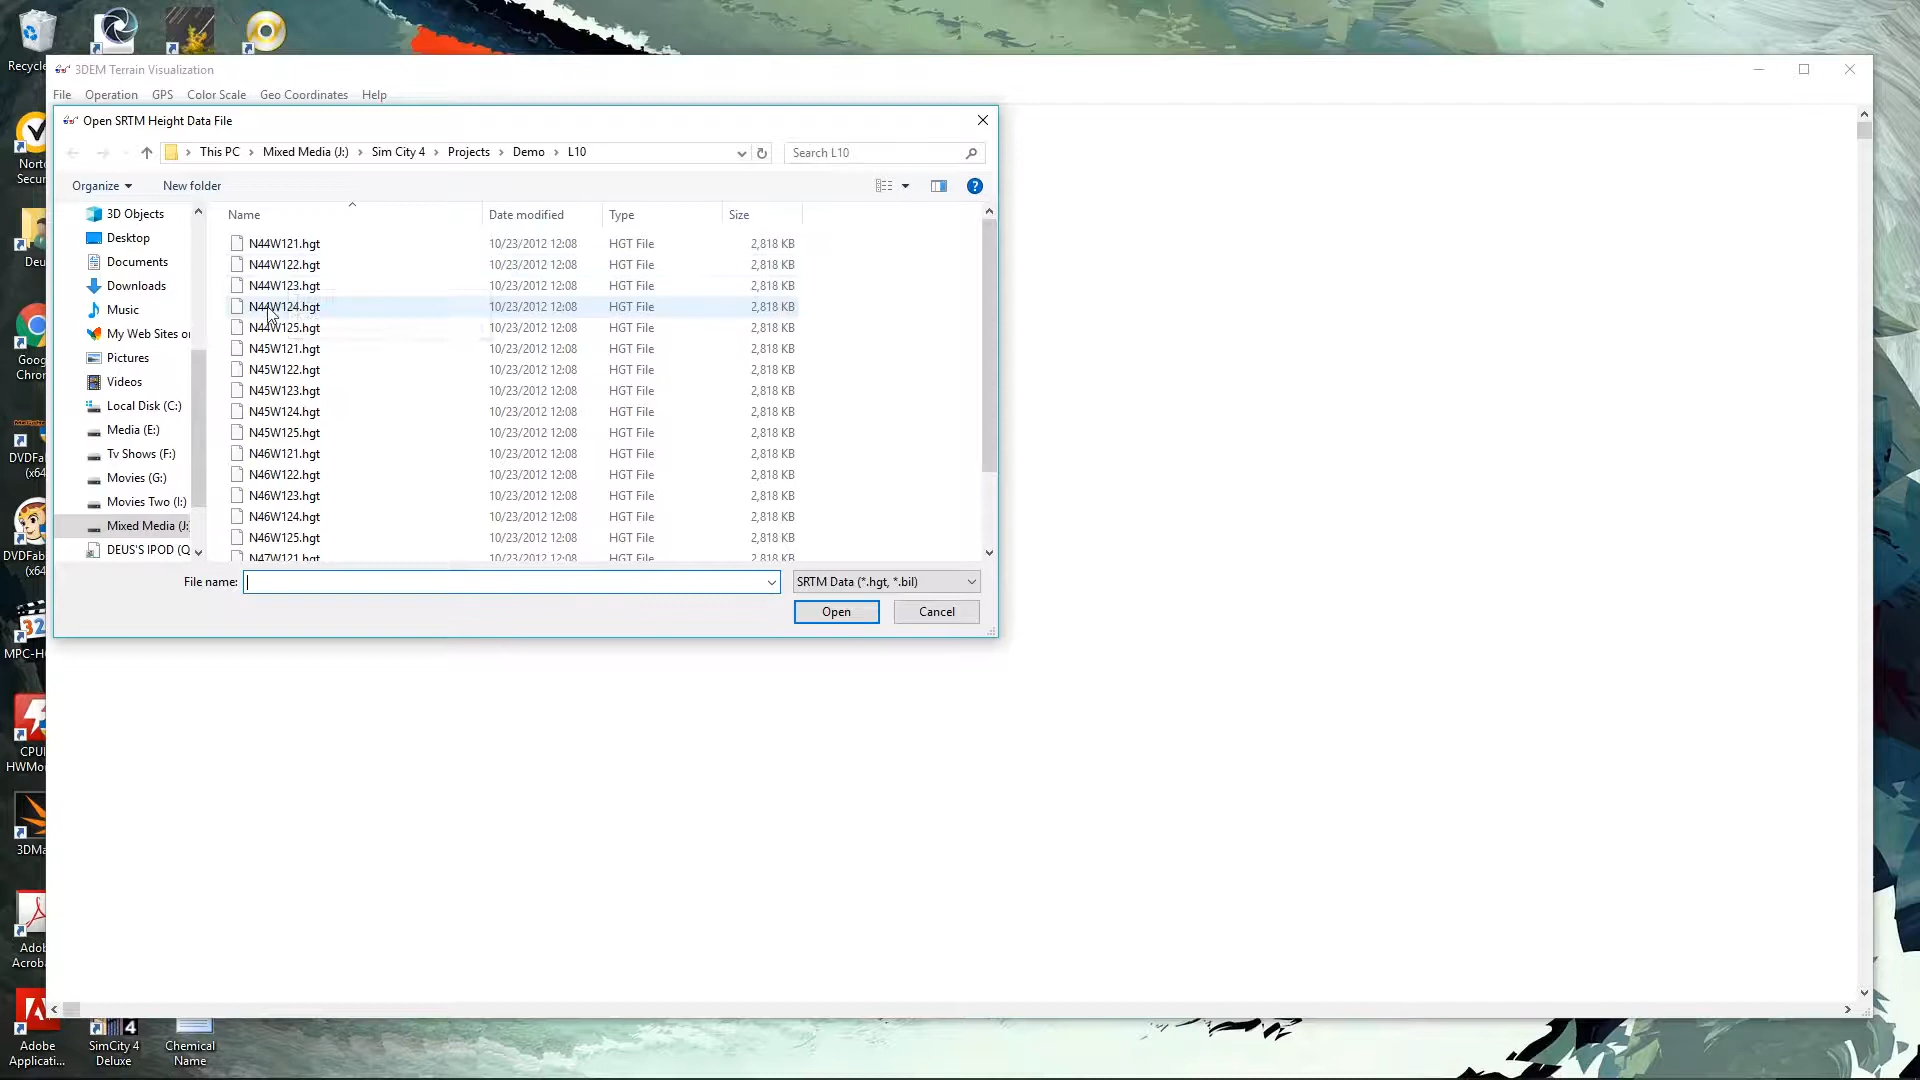 Recycle
3DEM Terrain Visualization
File Operation GPS Color Scale Geo Coordinates Help
Open SRTM Height Data File
This PC > Mixed Media (J:) > Sim City 4 > Projects > Demo > L10
Search L10
Organize New folder
Name Date modified Type Size
3D Objects
Desktop
Documents
Downloads
Music
My Web Sites or
Pictures
Videos
Local Disk (C:)
Media (E:)
Tv Shows (F:)
Movies (G:)
Movies Two (I:)
Mixed Media (J:
DEUS'S IPOD (Q
N44W121.hgt 10/23/2012 12:08 HGT File 2,818 KB
N44W122.hgt 10/23/2012 12:08 HGT File 2,818 KB
N44W123.hgt 10/23/2012 12:08 HGT File 2,818 KB
N44W124.hgt 10/23/2012 12:08 HGT File 2,818 KB
N44W125.hgt 10/23/2012 12:08 HGT File 2,818 KB
N45W121.hgt 10/23/2012 12:08 HGT File 2,818 KB
N45W122.hgt 10/23/2012 12:08 HGT File 2,818 KB
N45W123.hgt 10/23/2012 12:08 HGT File 2,818 KB
N45W124.hgt 10/23/2012 12:08 HGT File 2,818 KB
N45W125.hgt 10/23/2012 12:08 HGT File 2,818 KB
N46W121.hgt 10/23/2012 12:08 HGT File 2,818 KB
N46W122.hgt 10/23/2012 12:08 HGT File 2,818 KB
N46W123.hgt 10/23/2012 12:08 HGT File 2,818 KB
N46W124.hgt 10/23/2012 12:08 HGT File 2,818 KB
N46W125.hgt 10/23/2012 12:08 HGT File 2,818 KB
N47W121.hgt 10/23/2012 12:08 HGT File 2,818 KB
File name:
SRTM Data (*.hgt, *.bil)
Open Cancel
Norto
Secur
Deu
Goog
Chron
DVDFa
(x64
DVDFab
(x64
MPC-H
CPUI
HWMo
3DMa
Adob
Acroba
Adobe
Applicati...
SimCity 4
Deluxe
Chemical
Name